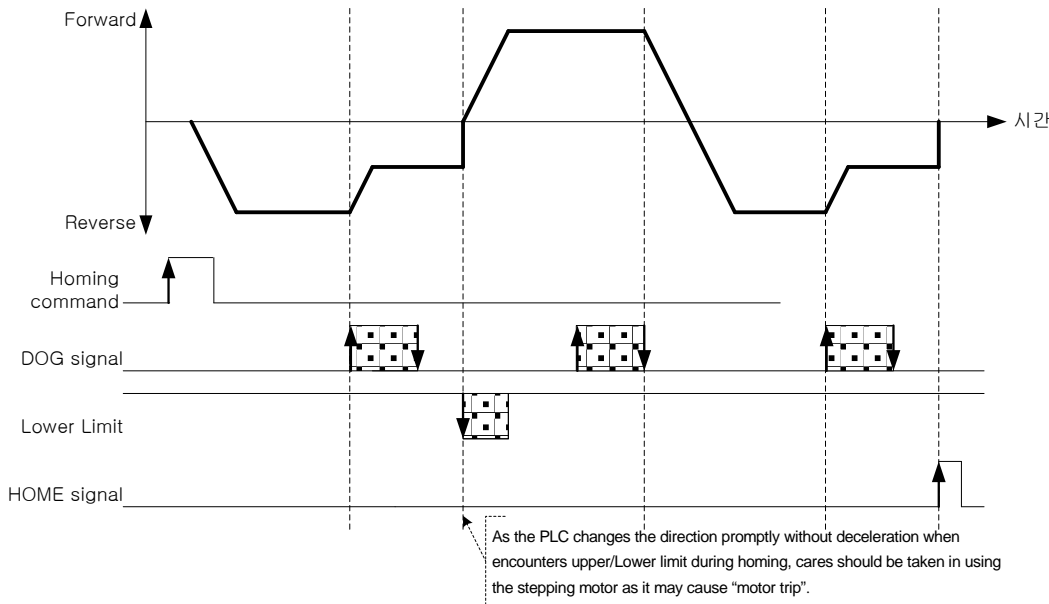 Forward
시간
Reverse
Homing
command
DOG signal
Lower Limit
HOME signal
As the PLC changes the direction promptly without deceleration when
encounters upper/Lower limit during homing, cares should be taken in using
the stepping motor as it may cause “motor trip”.